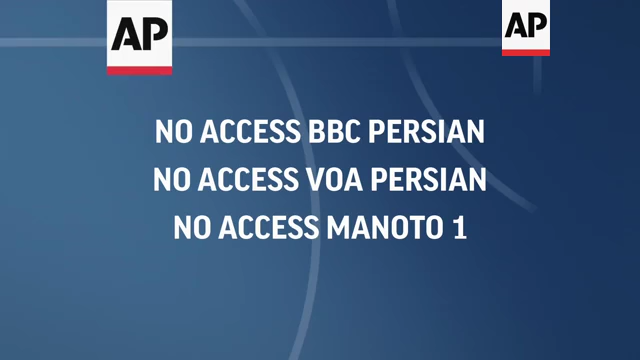 AP
AP
NO ACCESS BBC PERSIAN
NO ACCESS VOA PERSIAN
NO ACCESS MANOTO 1